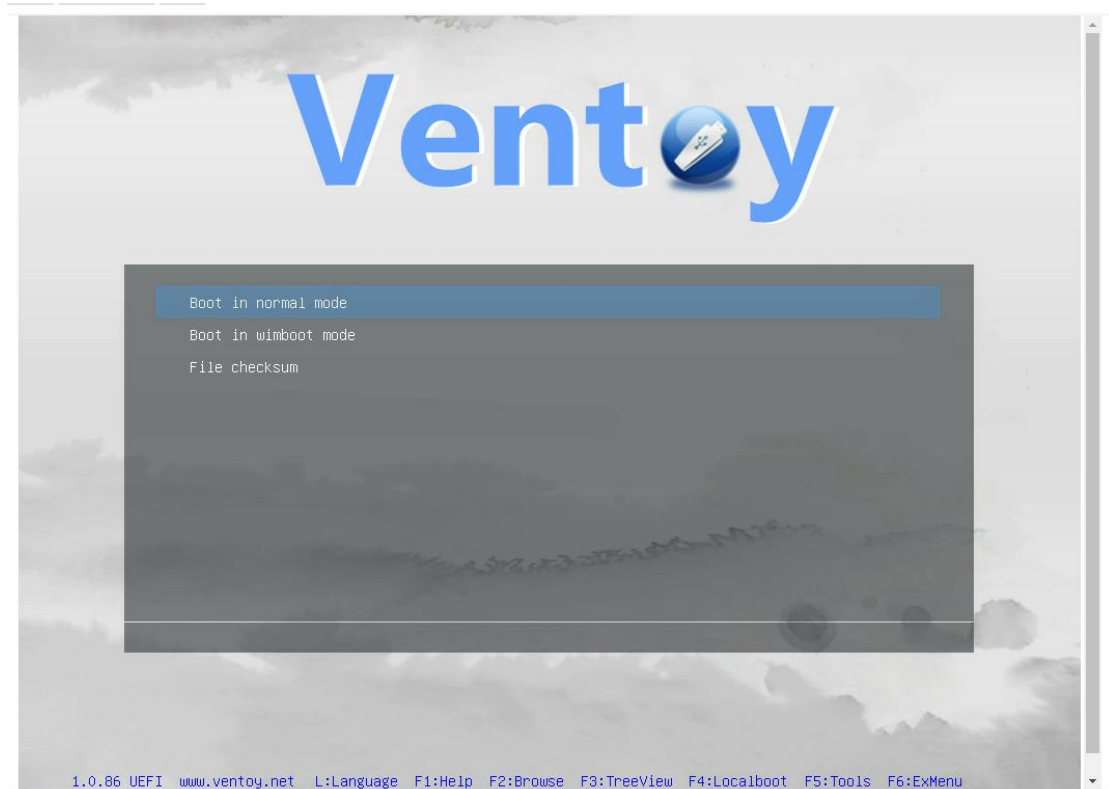 Ventoy
Boot in normal mode
Boot in wimboot mode
File checksum
1.0.86 UEFI www.ventoy.net L:Language F1:Help F2:Browse F3:TreeView F4:Localboot F5:Tools F6:ExMenu